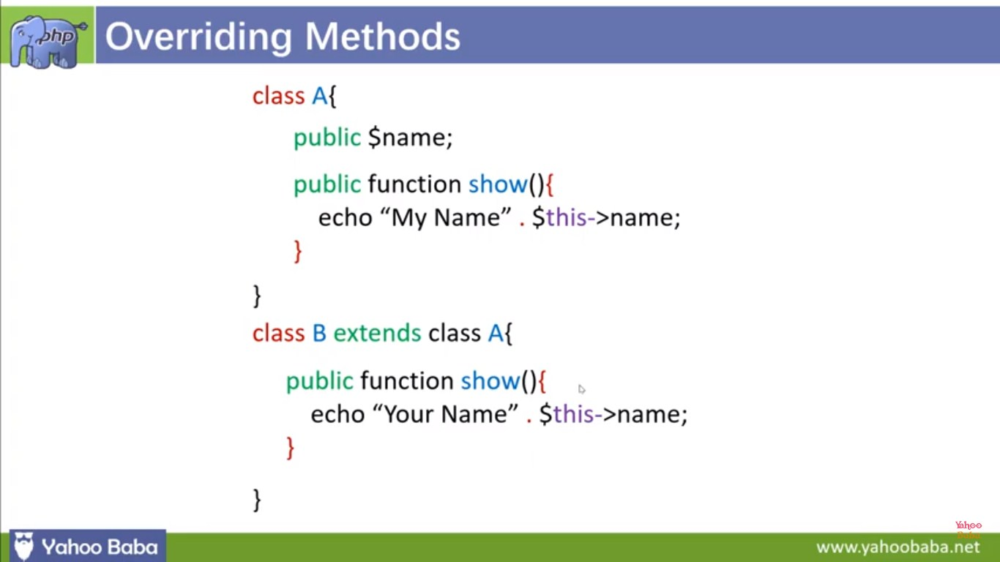 php
Overriding Methods
class A{
public $name;
public function show(){
echo “My Name” . $this->name;
}
}
class B extends class A{
public function show(){
echo “Your Name” . $this->name;
}
}
Yahoo
Baba
Yahoo Baba
www.yahoobaba.net